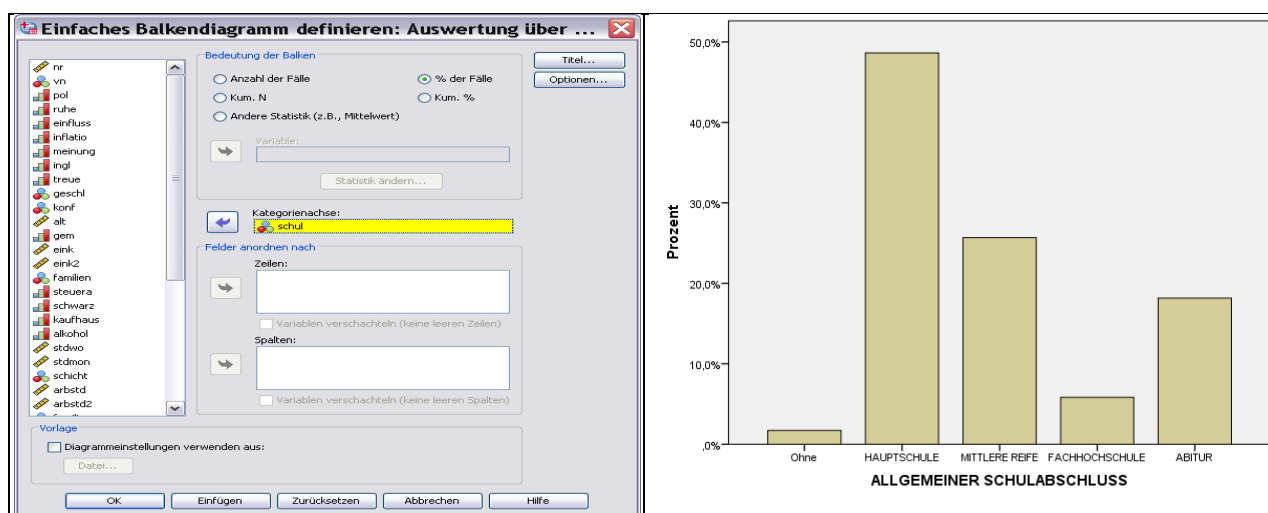 Einfaches Balkendiagramm definieren: Auswertung über ...
nr
vn
pol
ruhe
einfluss
inflatio
meinung
ingl
treue
geschl
konf
alt
gem
eink
eink2
familien
steuera
schwarz
kaufhaus
alkohol
stdwo
stdmon
schicht
arbstd
arbstd2
Bedeutung der Balken
Anzahl der Fälle
% der Fälle
Kum. N
Kum. %
Andere Statistik (z.B., Mittelwert)
Variable:
Statistik ändern...
Kategorienachse:
schul
Felder anordnen nach
Zeilen:
Variablen verschachteln (keine leeren Zeilen)
Spalten:
Variablen verschachteln (keine leeren Spalten)
Titel...
Optionen...
Vorlage
Diagrammeinstellungen verwenden aus:
Datei...
OK
Einfügen
Zurücksetzen
Abbrechen
Hilfe
Prozent
50,0%
40,0%
30,0%
20,0%
10,0%
,0%
Ohne
HAUPTSCHULE
MITTLERE REIFE
FACHHOCHSCHULE
ABITUR
ALLGEMEINER SCHULABSCHLUSS